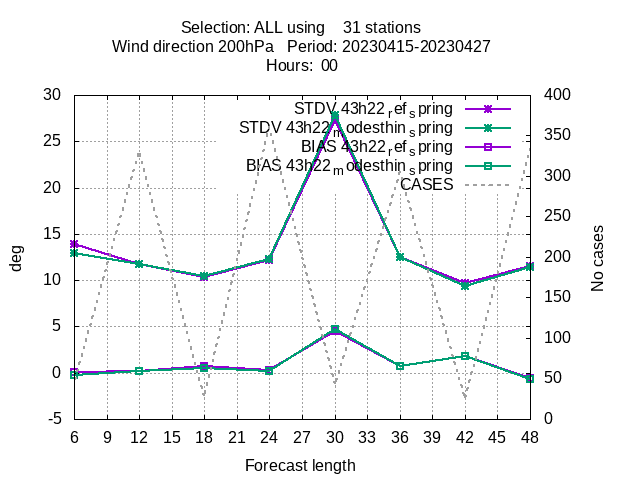 Selection: ALL using    31 stations
Wind direction 200hPa   Period: 20230415-20230427
Hours:  00
STDV 43h22_ref_spring
STDV 43h22_modesthin_spring
BIAS 43h22_ref_spring
BIAS 43h22_modesthin_spring
CASES
30
25
20
15
10
5
0
-5
deg
400
350
300
250
200
150
100
50
0
No cases
6 9 12 15 18 21 24 27 30 33 36 39 42 45 48
Forecast length